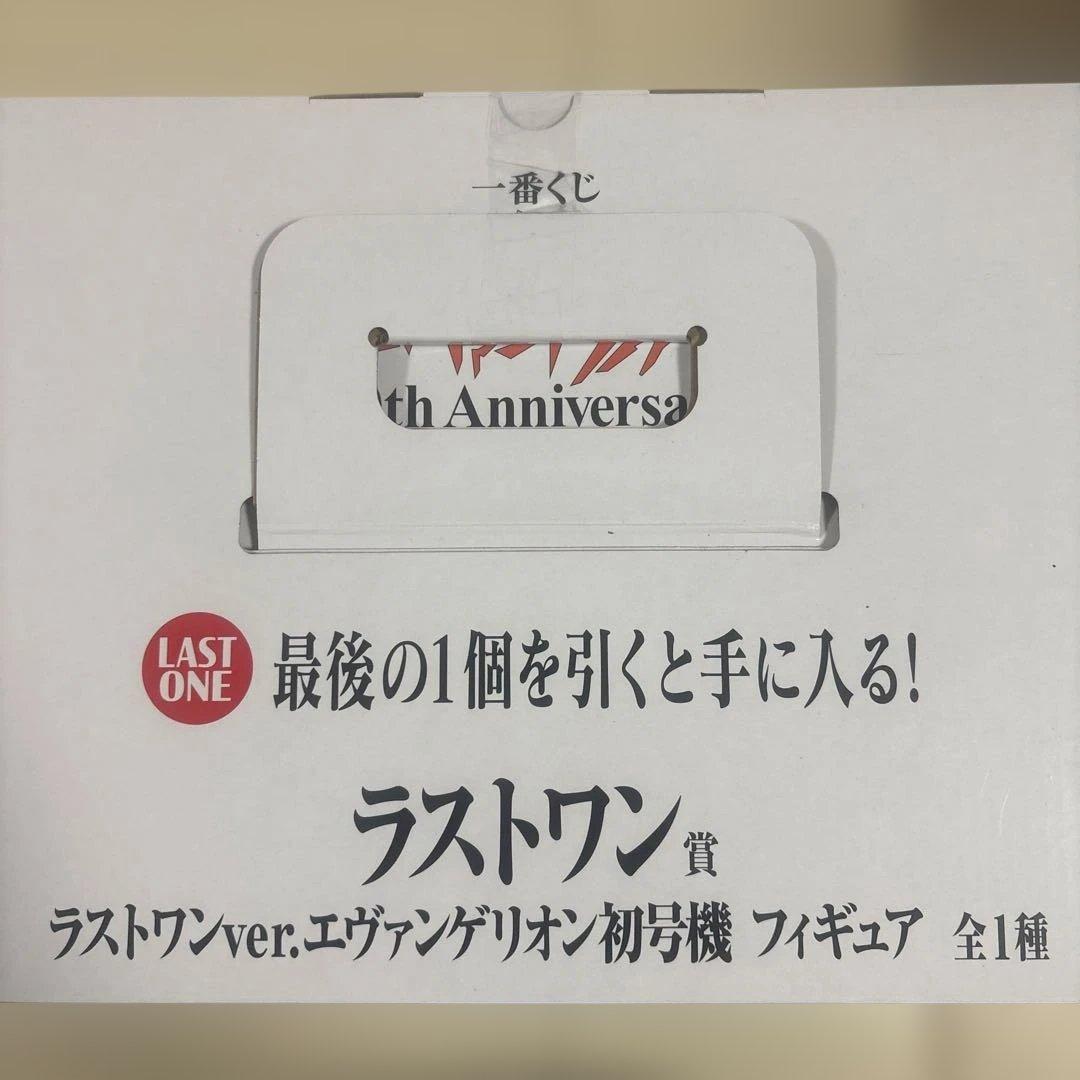 一番くじ
th Anniversa
LAST
ONE
最後の1個を引くと手に入る!
ラストワン賞
ラストワンver.エヴァンゲリオン初号機 フィギュア 全1種